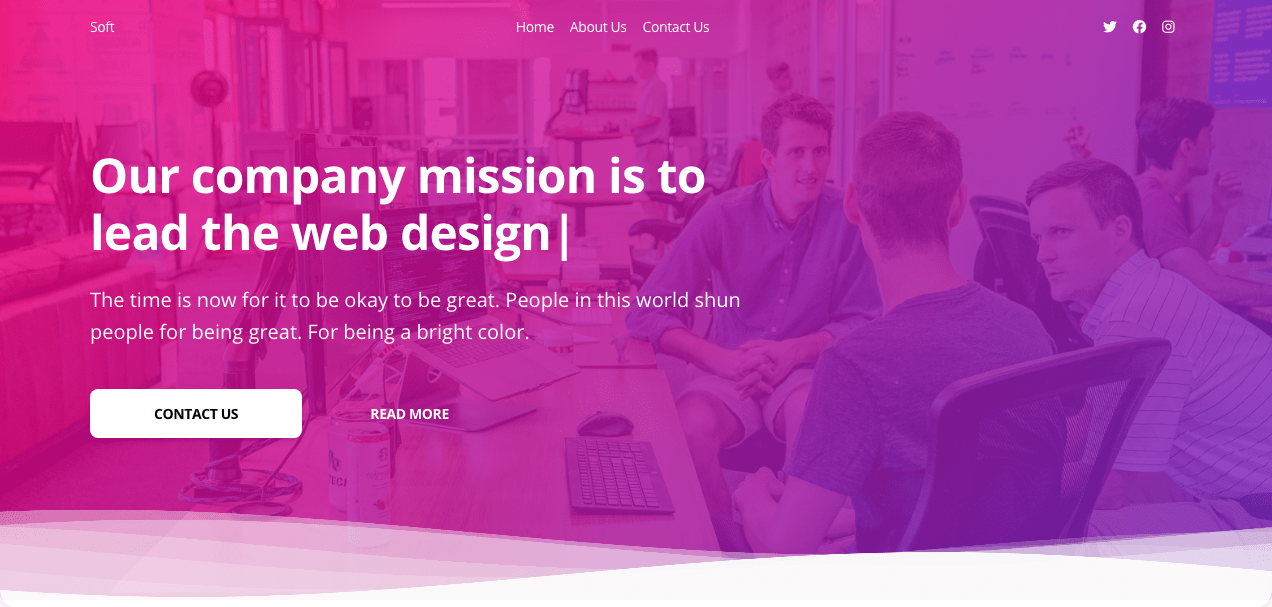 Soft
Home About Us Contact Us
Our company mission is to
lead the web design|
The time is now for it to be okay to be great. People in this world shun
people for being great. For being a bright color.
CONTACT US
READ MORE